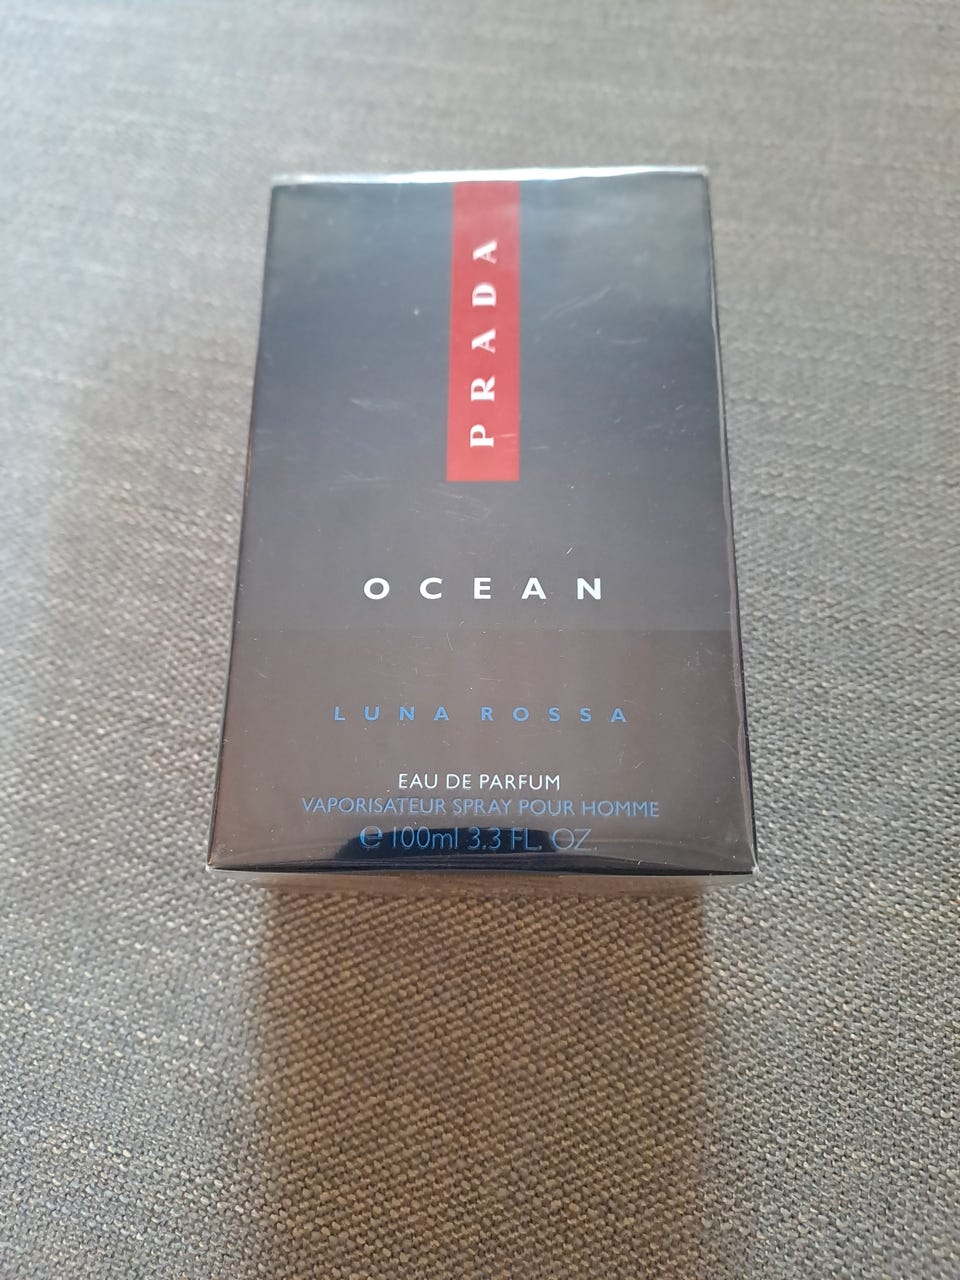 PRADA
OCEAN
LUNA ROSSA
EAU DE PARFUM
VAPORISATEUR SPRAY POUR HOMME
℮ 100ml 3.3 FL. OZ.